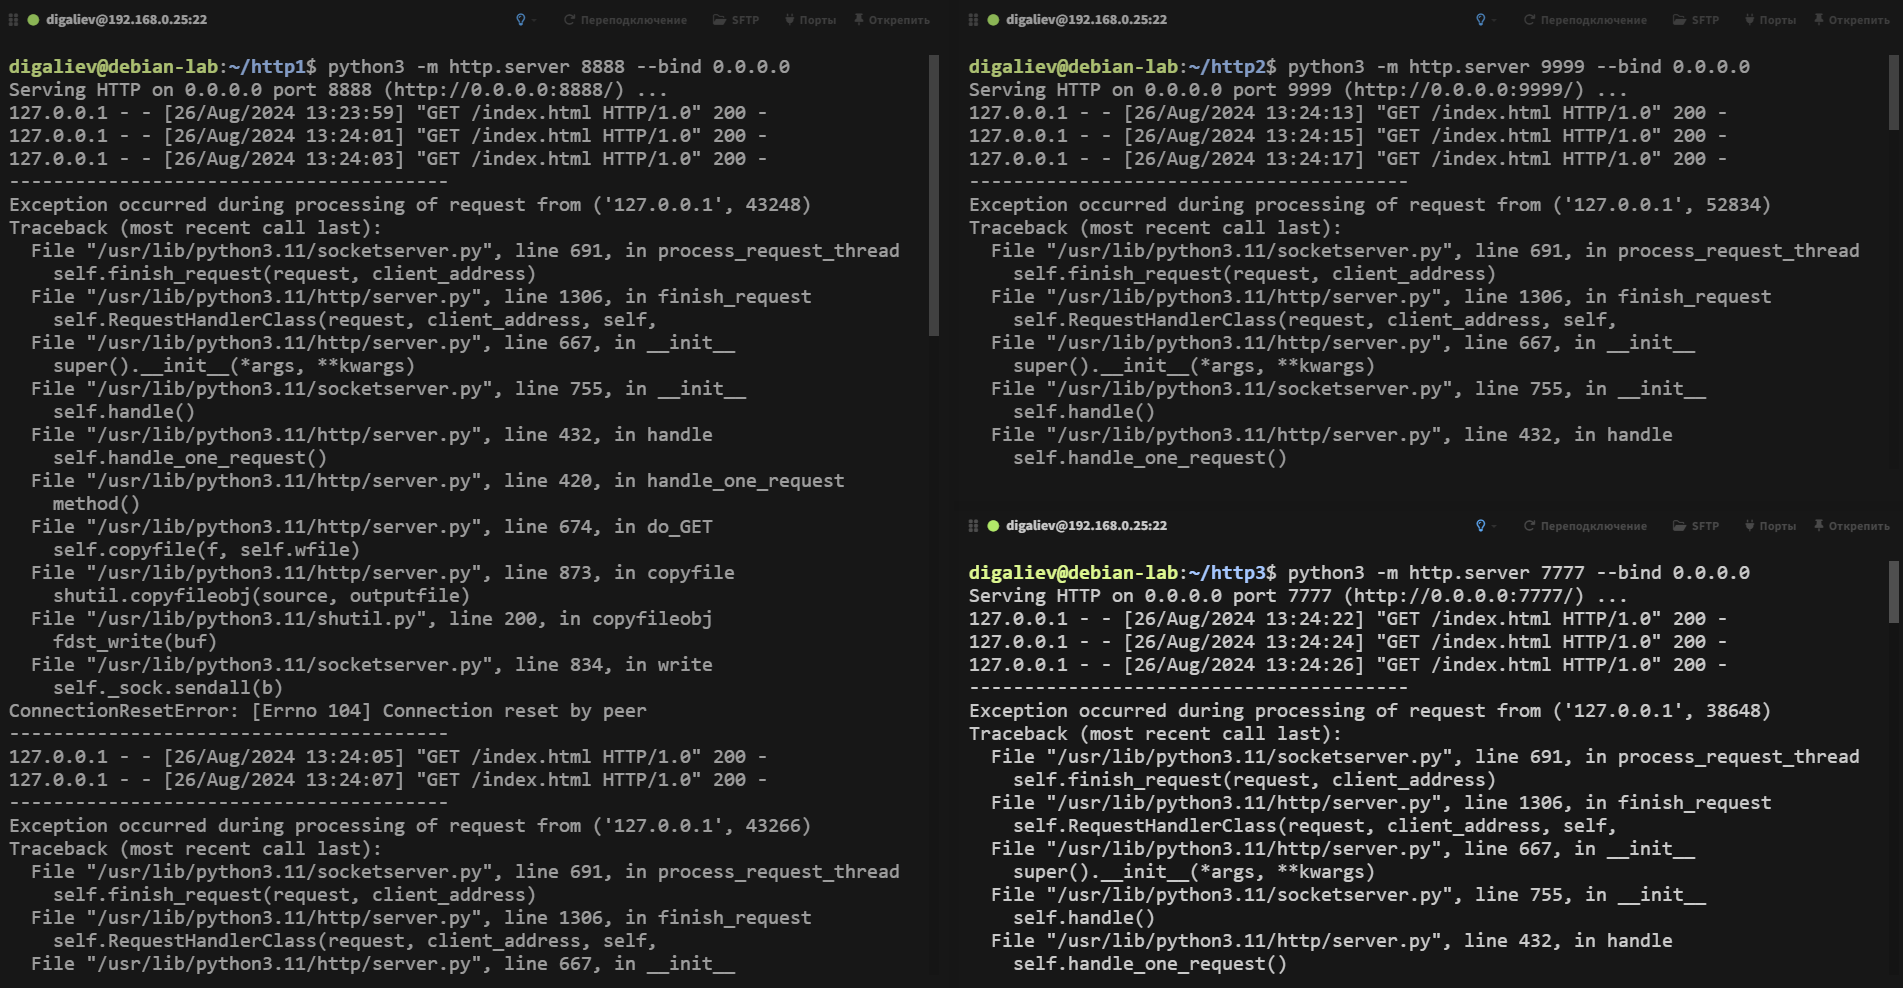 digaliev@192.168.0.25:22
Переподключение
SFTP
Порты
Открепить
digaliev@debian-lab:~/http1$ python3 -m http.server 8888 --bind 0.0.0.0
Serving HTTP on 0.0.0.0 port 8888 (http://0.0.0.0:8888/) ...
127.0.0.1 - - [26/Aug/2024 13:23:59] "GET /index.html HTTP/1.0" 200 -
127.0.0.1 - - [26/Aug/2024 13:24:01] "GET /index.html HTTP/1.0" 200 -
127.0.0.1 - - [26/Aug/2024 13:24:03] "GET /index.html HTTP/1.0" 200 -
----------------------------------------
Exception occurred during processing of request from ('127.0.0.1', 43248)
Traceback (most recent call last):
  File "/usr/lib/python3.11/socketserver.py", line 691, in process_request_thread
    self.finish_request(request, client_address)
  File "/usr/lib/python3.11/http/server.py", line 1306, in finish_request
    self.RequestHandlerClass(request, client_address, self,
  File "/usr/lib/python3.11/http/server.py", line 667, in __init__
    super().__init__(*args, **kwargs)
  File "/usr/lib/python3.11/socketserver.py", line 755, in __init__
    self.handle()
  File "/usr/lib/python3.11/http/server.py", line 432, in handle
    self.handle_one_request()
  File "/usr/lib/python3.11/http/server.py", line 420, in handle_one_request
    method()
  File "/usr/lib/python3.11/http/server.py", line 674, in do_GET
    self.copyfile(f, self.wfile)
  File "/usr/lib/python3.11/http/server.py", line 873, in copyfile
    shutil.copyfileobj(source, outputfile)
  File "/usr/lib/python3.11/shutil.py", line 200, in copyfileobj
    fdst_write(buf)
  File "/usr/lib/python3.11/socketserver.py", line 834, in write
    self._sock.sendall(b)
ConnectionResetError: [Errno 104] Connection reset by peer
----------------------------------------
127.0.0.1 - - [26/Aug/2024 13:24:05] "GET /index.html HTTP/1.0" 200 -
127.0.0.1 - - [26/Aug/2024 13:24:07] "GET /index.html HTTP/1.0" 200 -
----------------------------------------
Exception occurred during processing of request from ('127.0.0.1', 43266)
Traceback (most recent call last):
  File "/usr/lib/python3.11/socketserver.py", line 691, in process_request_thread
    self.finish_request(request, client_address)
  File "/usr/lib/python3.11/http/server.py", line 1306, in finish_request
    self.RequestHandlerClass(request, client_address, self,
  File "/usr/lib/python3.11/http/server.py", line 667, in __init__
digaliev@192.168.0.25:22
Переподключение
SFTP
Порты
Открепить
digaliev@debian-lab:~/http2$ python3 -m http.server 9999 --bind 0.0.0.0
Serving HTTP on 0.0.0.0 port 9999 (http://0.0.0.0:9999/) ...
127.0.0.1 - - [26/Aug/2024 13:24:13] "GET /index.html HTTP/1.0" 200 -
127.0.0.1 - - [26/Aug/2024 13:24:15] "GET /index.html HTTP/1.0" 200 -
127.0.0.1 - - [26/Aug/2024 13:24:17] "GET /index.html HTTP/1.0" 200 -
----------------------------------------
Exception occurred during processing of request from ('127.0.0.1', 52834)
Traceback (most recent call last):
  File "/usr/lib/python3.11/socketserver.py", line 691, in process_request_thread
    self.finish_request(request, client_address)
  File "/usr/lib/python3.11/http/server.py", line 1306, in finish_request
    self.RequestHandlerClass(request, client_address, self,
  File "/usr/lib/python3.11/http/server.py", line 667, in __init__
    super().__init__(*args, **kwargs)
  File "/usr/lib/python3.11/socketserver.py", line 755, in __init__
    self.handle()
  File "/usr/lib/python3.11/http/server.py", line 432, in handle
    self.handle_one_request()
digaliev@192.168.0.25:22
Переподключение
SFTP
Порты
Открепить
digaliev@debian-lab:~/http3$ python3 -m http.server 7777 --bind 0.0.0.0
Serving HTTP on 0.0.0.0 port 7777 (http://0.0.0.0:7777/) ...
127.0.0.1 - - [26/Aug/2024 13:24:22] "GET /index.html HTTP/1.0" 200 -
127.0.0.1 - - [26/Aug/2024 13:24:24] "GET /index.html HTTP/1.0" 200 -
127.0.0.1 - - [26/Aug/2024 13:24:26] "GET /index.html HTTP/1.0" 200 -
----------------------------------------
Exception occurred during processing of request from ('127.0.0.1', 38648)
Traceback (most recent call last):
  File "/usr/lib/python3.11/socketserver.py", line 691, in process_request_thread
    self.finish_request(request, client_address)
  File "/usr/lib/python3.11/http/server.py", line 1306, in finish_request
    self.RequestHandlerClass(request, client_address, self,
  File "/usr/lib/python3.11/http/server.py", line 667, in __init__
    super().__init__(*args, **kwargs)
  File "/usr/lib/python3.11/socketserver.py", line 755, in __init__
    self.handle()
  File "/usr/lib/python3.11/http/server.py", line 432, in handle
    self.handle_one_request()